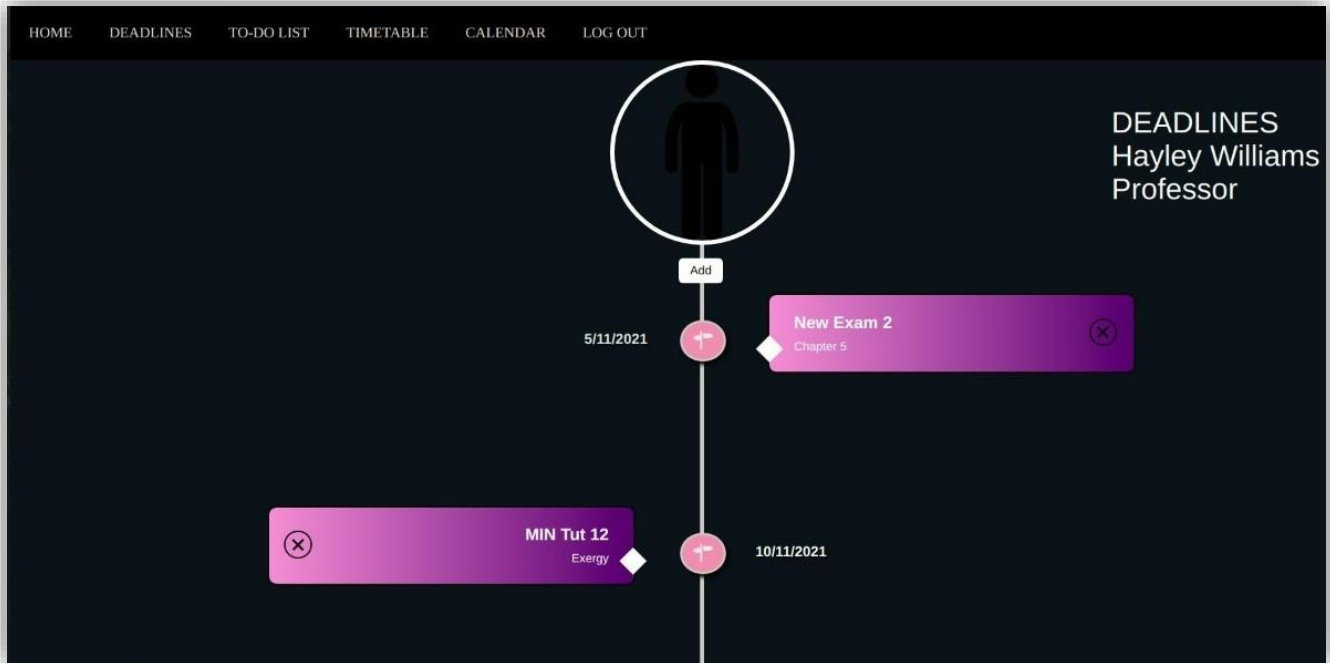 HOME DEADLINES TO-DO LIST TIMETABLE CALENDAR LOG OUT
DEADLINES
Hayley Williams
Professor
Add
5/11/2021
New Exam 2
Chapter 5
MIN Tut 12
Exergy
10/11/2021